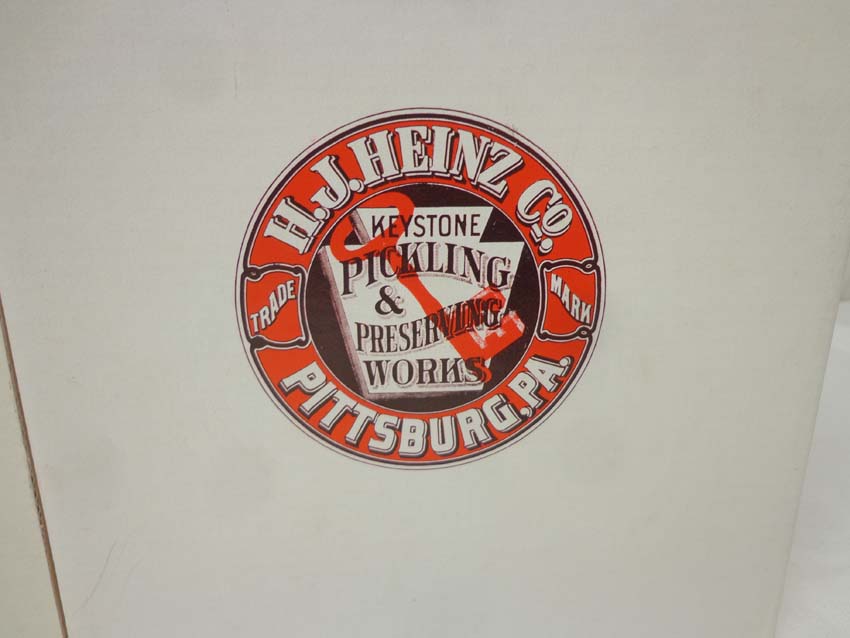 H.J. HEINZ CO.
KEYSTONE
PICKLING
&
PRESERVING
WORKS
TRADE
MARK
PITTSBURG, PA.